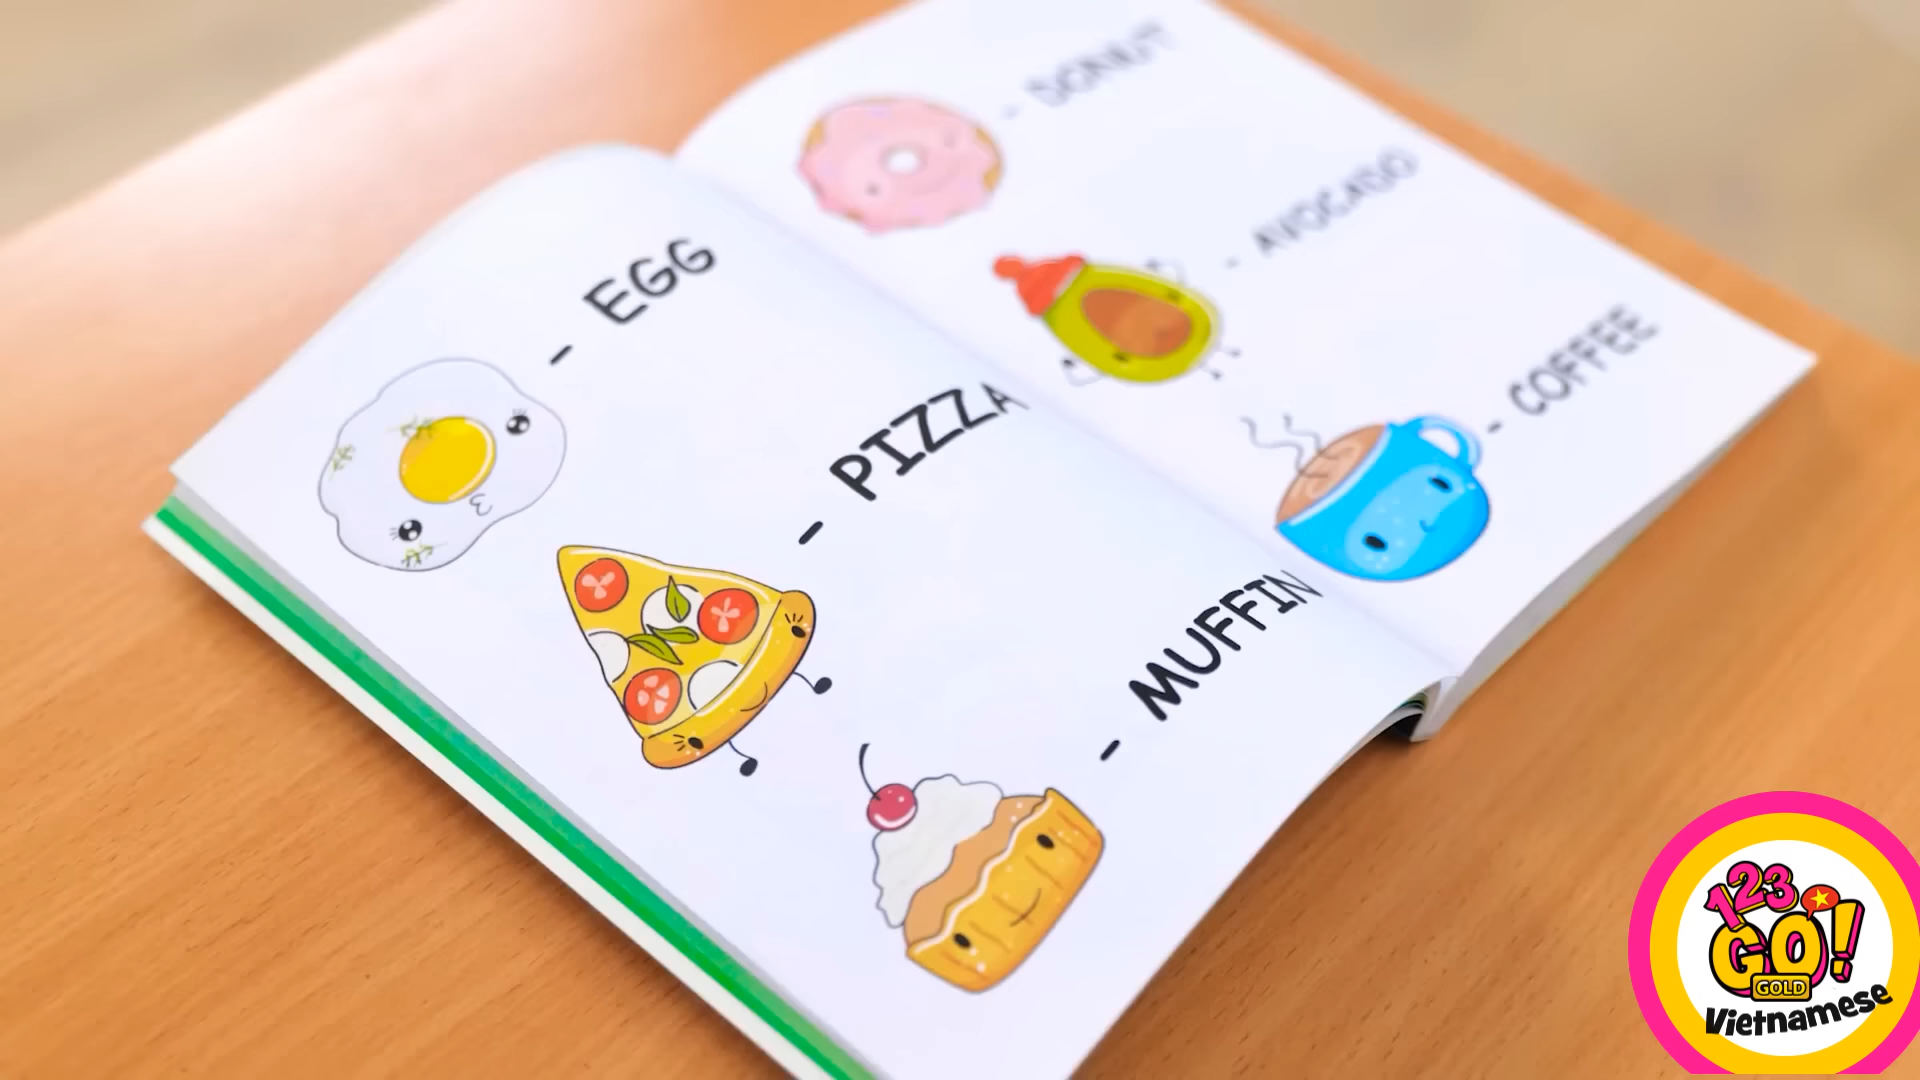 - EGG
- PIZZA
- MUFFIN
- DONUT
- AVOCADO
- COFFEE
123
GO!
GOLD
Vietnamese